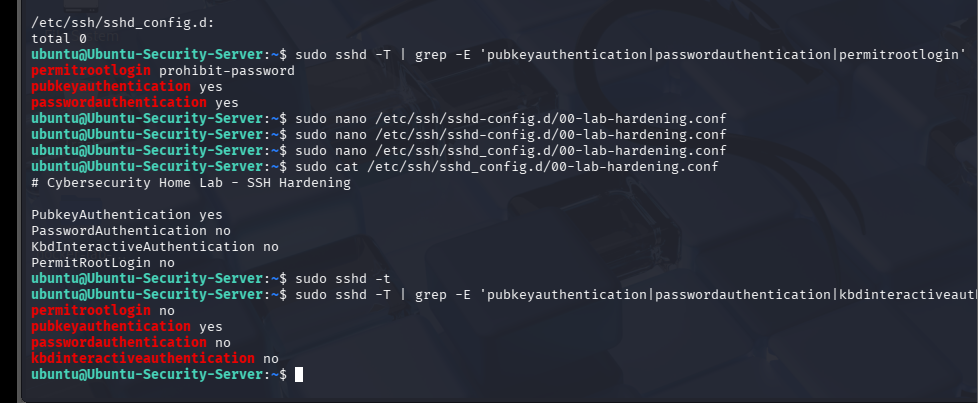 /etc/ssh/sshd_config.d:
total 0
ubuntu@Ubuntu-Security-Server:~$ sudo sshd -T | grep -E 'pubkeyauthentication|passwordauthentication|permitrootlogin'
permitrootlogin prohibit-password
pubkeyauthentication yes
passwordauthentication yes
ubuntu@Ubuntu-Security-Server:~$ sudo nano /etc/ssh/sshd-config.d/00-lab-hardening.conf
ubuntu@Ubuntu-Security-Server:~$ sudo nano /etc/ssh/sshd-config.d/00-lab-hardening.conf
ubuntu@Ubuntu-Security-Server:~$ sudo nano /etc/ssh/sshd_config.d/00-lab-hardening.conf
ubuntu@Ubuntu-Security-Server:~$ sudo cat /etc/ssh/sshd_config.d/00-lab-hardening.conf
# Cybersecurity Home Lab - SSH Hardening
PubkeyAuthentication yes
PasswordAuthentication no
KbdInteractiveAuthentication no
PermitRootLogin no
ubuntu@Ubuntu-Security-Server:~$ sudo sshd -t
ubuntu@Ubuntu-Security-Server:~$ sudo sshd -T | grep -E 'pubkeyauthentication|passwordauthentication|kbdinteractiveaut
permitrootlogin no
pubkeyauthentication yes
passwordauthentication no
kbdinteractiveauthentication no
ubuntu@Ubuntu-Security-Server:~$